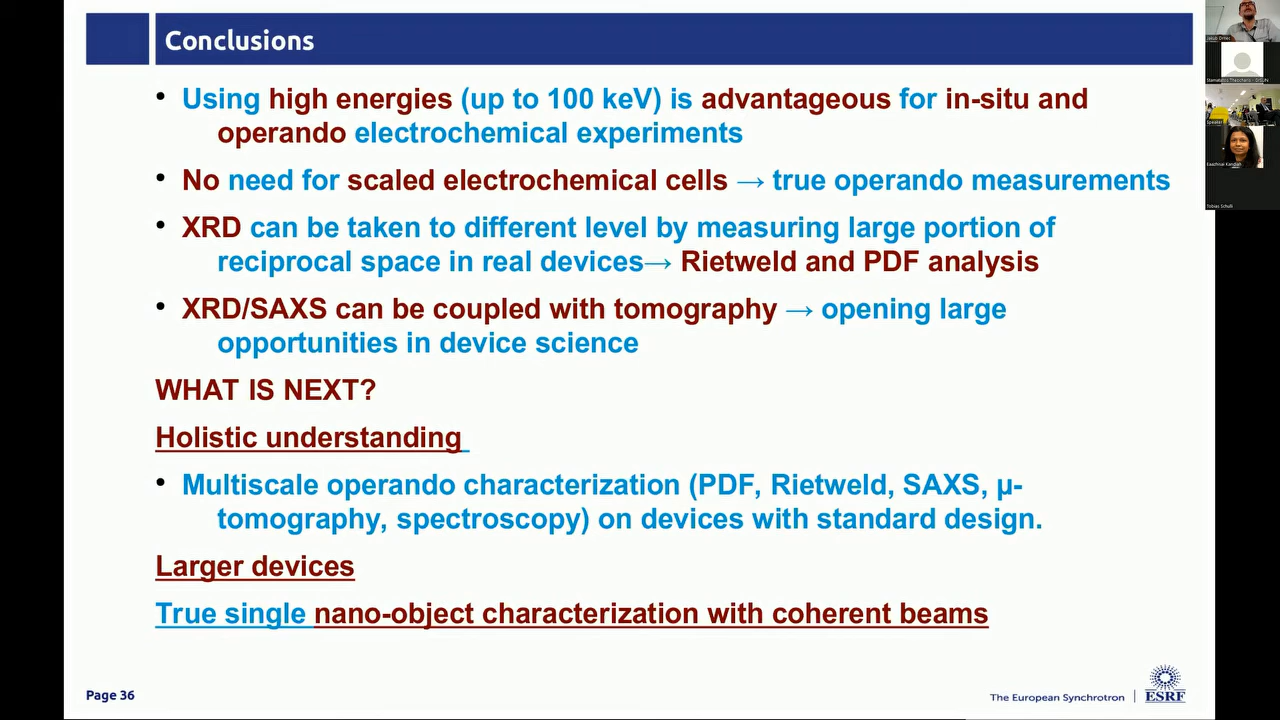 Conclusions
• Using high energies (up to 100 keV) is advantageous for in-situ and
operando electrochemical experiments
• No need for scaled electrochemical cells → true operando measurements
• XRD can be taken to different level by measuring large portion of
reciprocal space in real devices→ Rietweld and PDF analysis
• XRD/SAXS can be coupled with tomography → opening large
opportunities in device science
WHAT IS NEXT?
Holistic understanding
• Multiscale operando characterization (PDF, Rietweld, SAXS, µ-
tomography, spectroscopy) on devices with standard design.
Larger devices
True single nano-object characterization with coherent beams
Page 36
The European Synchrotron
ESRF
Jakub Drnec
Tobias Schulli